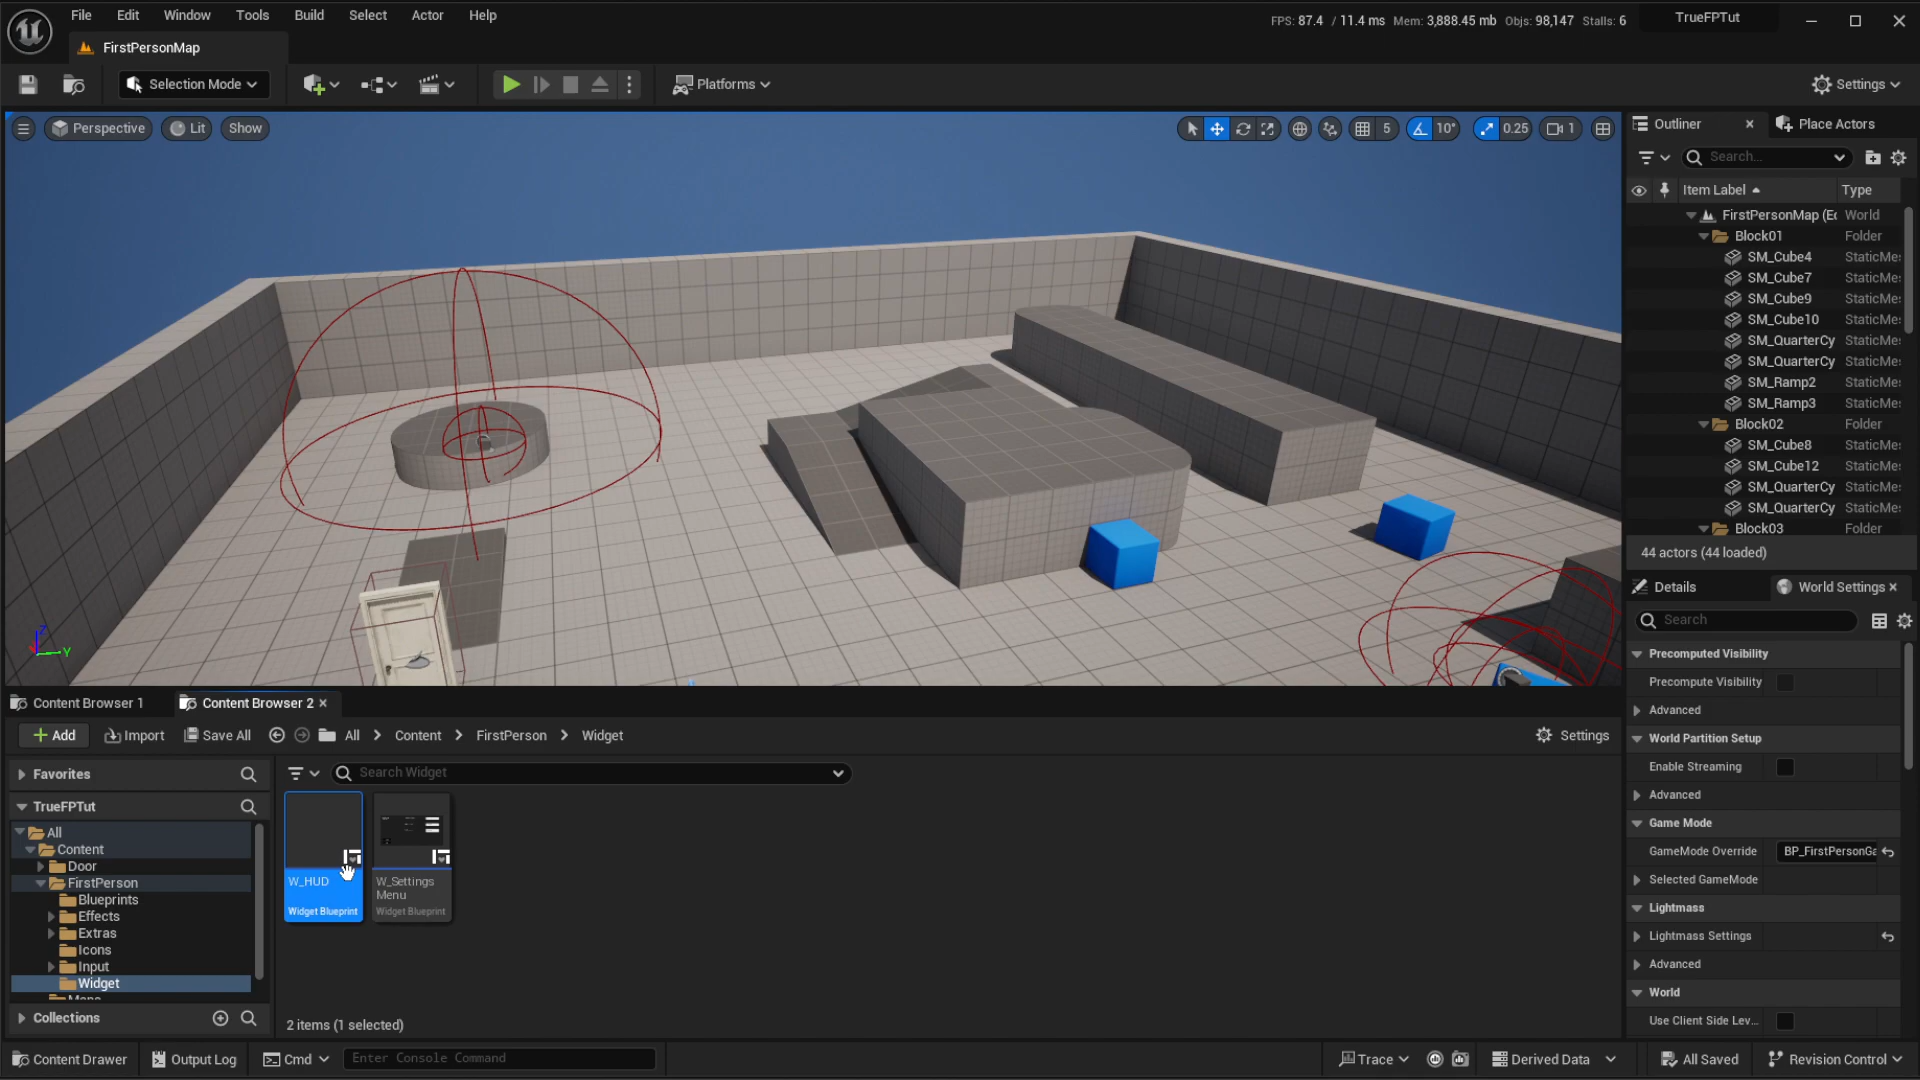 File Edit Window Tools Build Select Actor Help
FPS: 87.4 / 11.4 ms Mem: 3,888.45 mb Objs: 98,147 Stalls: 6 TrueFPTut
FirstPersonMap
Selection Mode Platforms Settings
Perspective Lit Show 5 10° 0.25 1
Outliner Place Actors
Search...
Item Label Type
FirstPersonMap (Ec World
Block01 Folder
SM_Cube4 StaticMe
SM_Cube7 StaticMe
SM_Cube9 StaticMe
SM_Cube10 StaticMe
SM_QuarterCy StaticMe
SM_QuarterCy StaticMe
SM_Ramp2 StaticMe
SM_Ramp3 StaticMe
Block02 Folder
SM_Cube8 StaticMe
SM_Cube12 StaticMe
SM_QuarterCy StaticMe
SM_QuarterCy StaticMe
Block03 Folder
44 actors (44 loaded)
Details World Settings
Search
Precomputed Visibility
Precompute Visibility
Advanced
World Partition Setup
Enable Streaming
Advanced
Game Mode
GameMode Override BP_FirstPersonGa
Selected GameMode
Lightmass
Lightmass Settings
Advanced
World
Use Client Side Lev...
Z
Y
Content Browser 1 Content Browser 2
Add Import Save All All Content FirstPerson Widget Settings
Favorites
Search Widget
TrueFPTut
All
Content
Door
FirstPerson
Blueprints
Effects
Extras
Icons
Input
Widget
Collections
W_HUD
Widget Blueprint
W_Settings
Menu
Widget Blueprint
2 items (1 selected)
Content Drawer Output Log Cmd Enter Console Command Trace Derived Data All Saved Revision Control